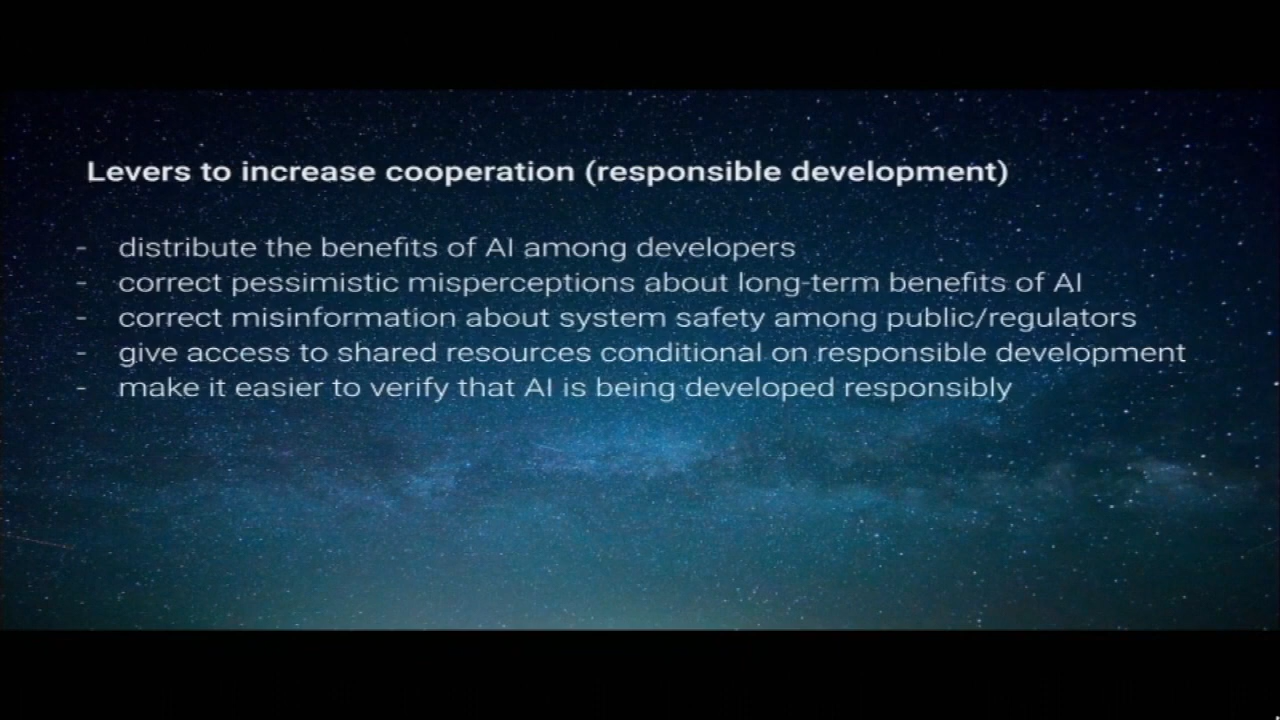 Levers to increase cooperation (responsible development)
- distribute the benefits of AI among developers
- correct pessimistic misperceptions about long-term benefits of AI
- correct misinformation about system safety among public/regulators
- give access to shared resources conditional on responsible development
- make it easier to verify that AI is being developed responsibly